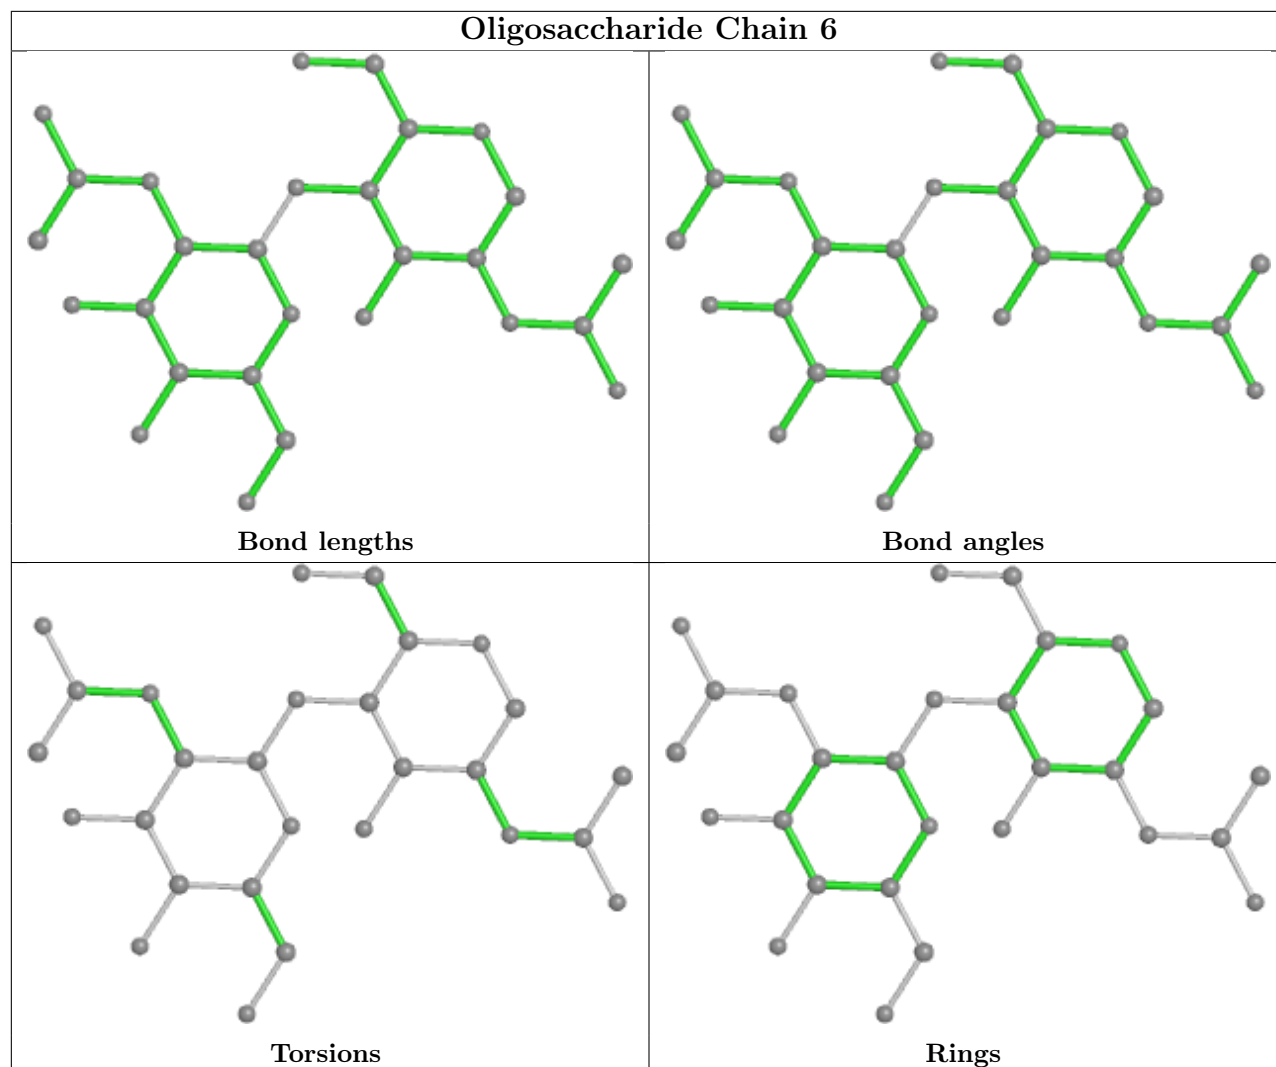 Oligosaccharide Chain 6
Bond lengths
Bond angles
Torsions
Rings